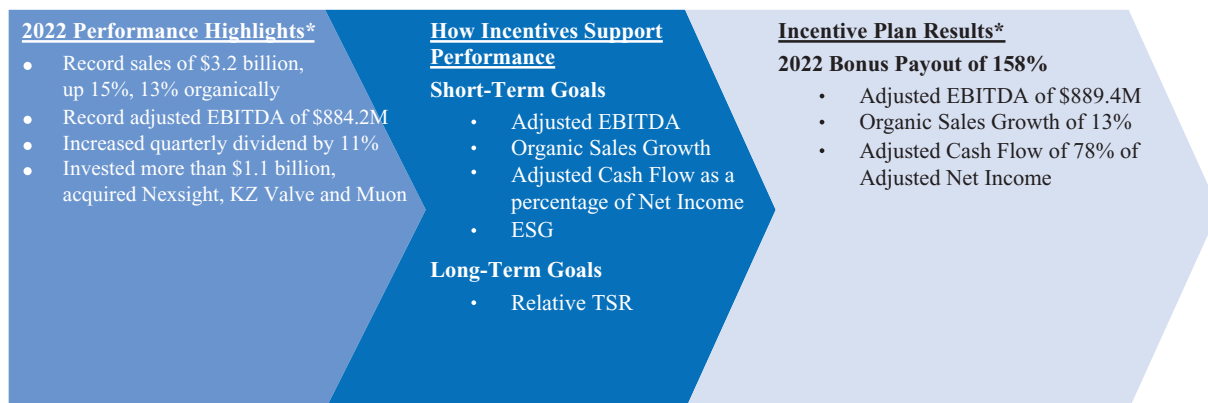 2022 Performance Highlights*
● Record sales of $3.2 billion,
up 15%, 13% organically
● Record adjusted EBITDA of $884.2M
● Increased quarterly dividend by 11%
● Invested more than $1.1 billion,
acquired Nexsight, KZ Valve and Muon
How Incentives Support
Performance
Short-Term Goals
• Adjusted EBITDA
• Organic Sales Growth
• Adjusted Cash Flow as a
percentage of Net Income
• ESG
Long-Term Goals
• Relative TSR
Incentive Plan Results*
2022 Bonus Payout of 158%
• Adjusted EBITDA of $889.4M
• Organic Sales Growth of 13%
• Adjusted Cash Flow of 78% of
Adjusted Net Income